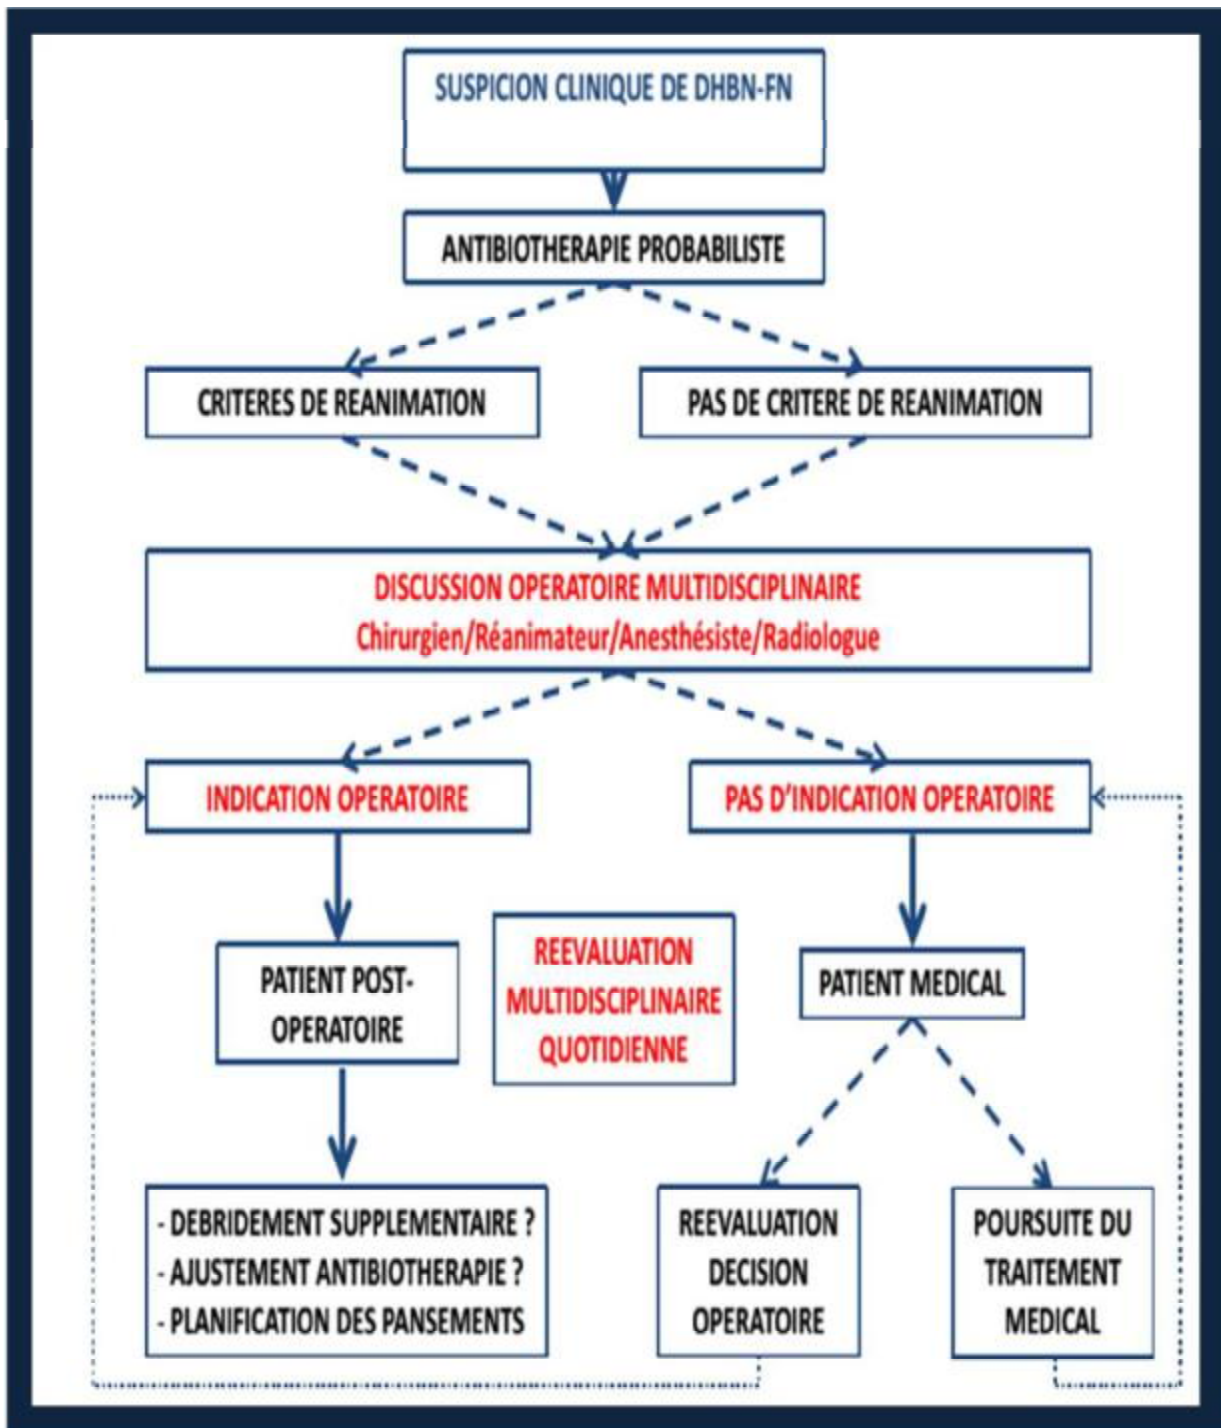 SUSPICION CLINIQUE DE DHBN-FN
ANTIBIOTHERAPIE PROBABILISTE
CRITERES DE REANIMATION
PAS DE CRITERE DE REANIMATION
DISCUSSION OPERATOIRE MULTIDISCIPLINAIRE
Chirurgien/Réanimateur/Anesthésiste/Radiologue
INDICATION OPERATOIRE
PAS D'INDICATION OPERATOIRE
PATIENT POST-
OPERATOIRE
REEVALUATION
MULTIDISCIPLINAIRE
QUOTIDIENNE
PATIENT MEDICAL
- DEBRIDEMENT SUPPLEMENTAIRE ?
- AJUSTEMENT ANTIBIOTHERAPIE ?
- PLANIFICATION DES PANSEMENTS
REEVALUATION
DECISION
OPERATOIRE
POURSUITE DU
TRAITEMENT
MEDICAL